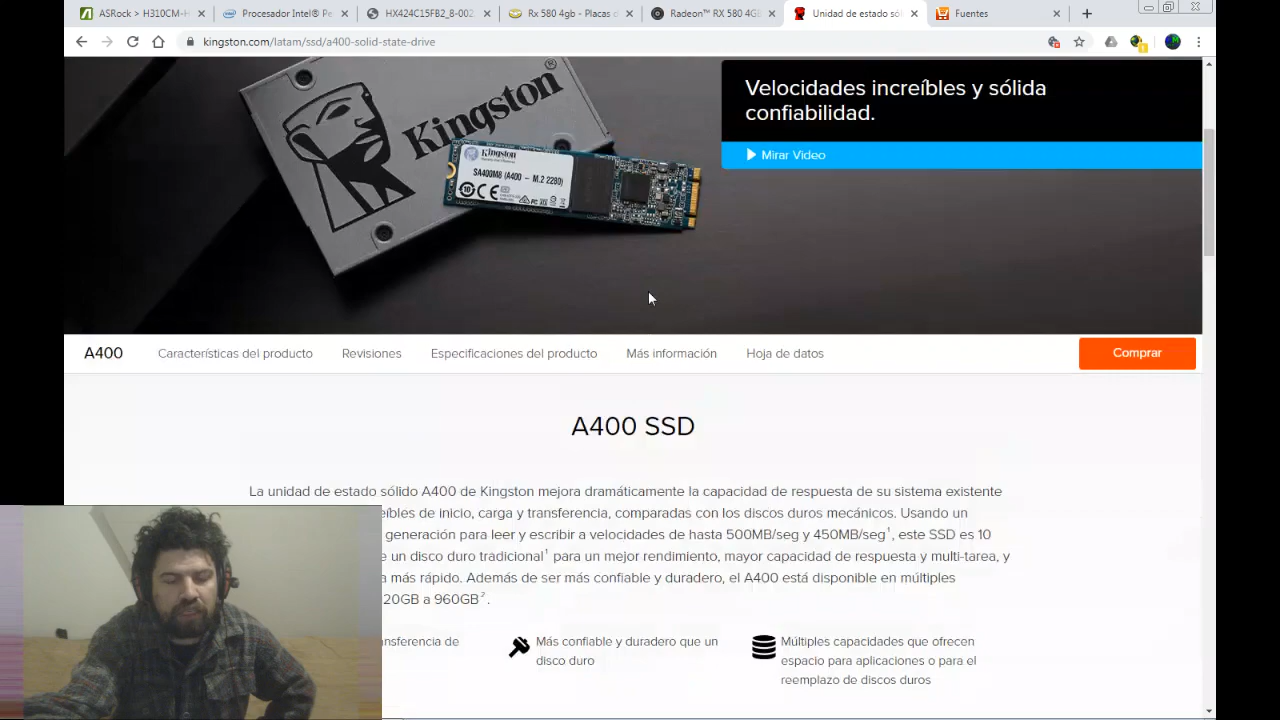 ASRock > H310CM-H
Procesador Intel® Pe
HX424C15FB2_8-002
Rx 580 4gb - Placas d
Radeon™ RX 580 4GB
Unidad de estado sól
Fuentes
kingston.com/latam/ssd/a400-solid-state-drive
Kingston
Kingston
SA400M8 (A400 – M.2 2280)
Velocidades increíbles y sólida
confiabilidad.
Mirar Video
A400
Características del producto
Revisiones
Especificaciones del producto
Más información
Hoja de datos
Comprar
A400 SSD
La unidad de estado sólido A400 de Kingston mejora dramáticamente la capacidad de respuesta de su sistema existente
eíbles de inicio, carga y transferencia, comparadas con los discos duros mecánicos. Usando un
generación para leer y escribir a velocidades de hasta 500MB/seg y 450MB/seg¹, este SSD es 10
e un disco duro tradicional¹ para un mejor rendimiento, mayor capacidad de respuesta y multi-tarea, y
a más rápido. Además de ser más confiable y duradero, el A400 está disponible en múltiples
20GB a 960GB².
ansferencia de
Más confiable y duradero que un
disco duro
Múltiples capacidades que ofrecen
espacio para aplicaciones o para el
reemplazo de discos duros